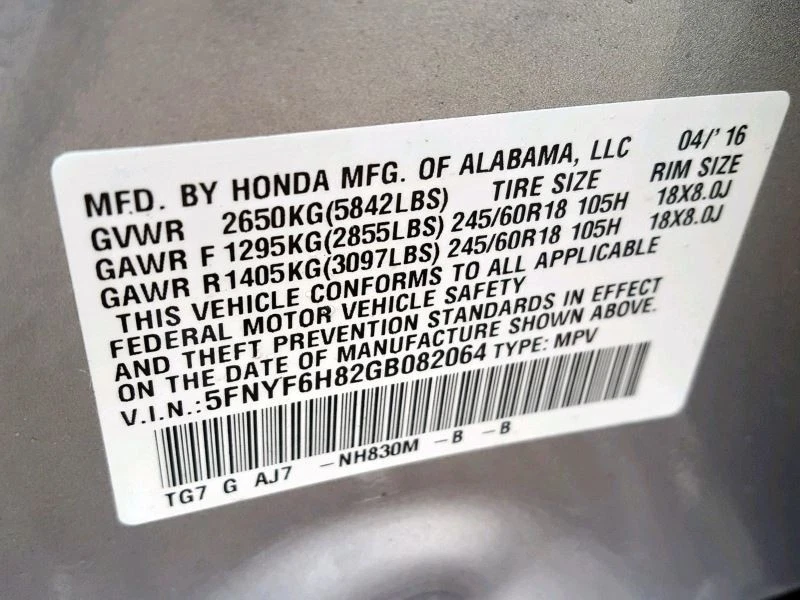 MFD. BY HONDA MFG. OF ALABAMA, LLC 04/'16
GVWR 2650KG(5842LBS) TIRE SIZE RIM SIZE
GAWR F 1295KG(2855LBS) 245/60R18 105H 18X8.0J
GAWR R 1405KG(3097LBS) 245/60R18 105H 18X8.0J
THIS VEHICLE CONFORMS TO ALL APPLICABLE
FEDERAL MOTOR VEHICLE SAFETY
AND THEFT PREVENTION STANDARDS IN EFFECT
ON THE DATE OF MANUFACTURE SHOWN ABOVE.
V.I.N.: 5FNYF6H82GB082064 TYPE: MPV
TG7 G AJ7 -NH830M -B -B